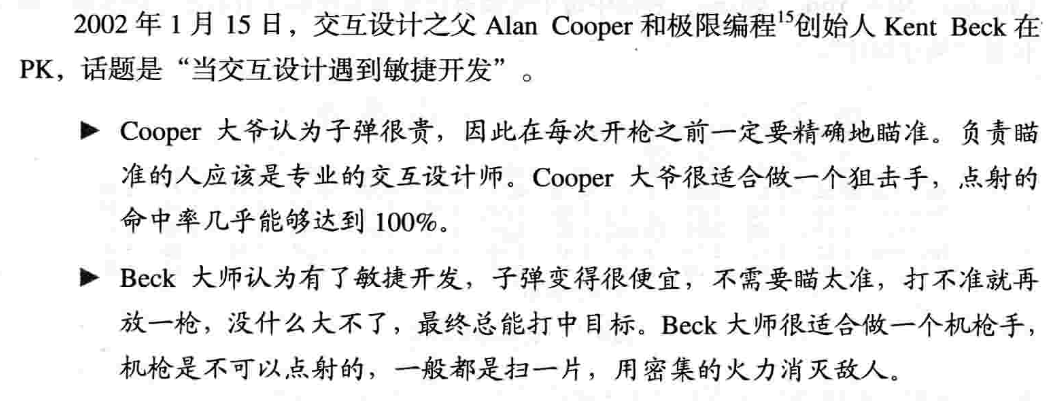 2002 年 1 月 15 日，交互设计之父 Alan Cooper 和极限编程15创始人 Kent Beck 在
PK，话题是“当交互设计遇到敏捷开发”。
▶ Cooper 大爷认为子弹很贵，因此在每次开枪之前一定要精确地瞄准。负责瞄
准的人应该是专业的交互设计师。Cooper 大爷很适合做一个狙击手，点射的
命中率几乎能够达到 100%。
▶ Beck 大师认为有了敏捷开发，子弹变得很便宜，不需要瞄太准，打不准就再
放一枪，没什么大不了，最终总能打中目标。Beck 大师很适合做一个机枪手，
机枪是不可以点射的，一般都是扫一片，用密集的火力消灭敌人。